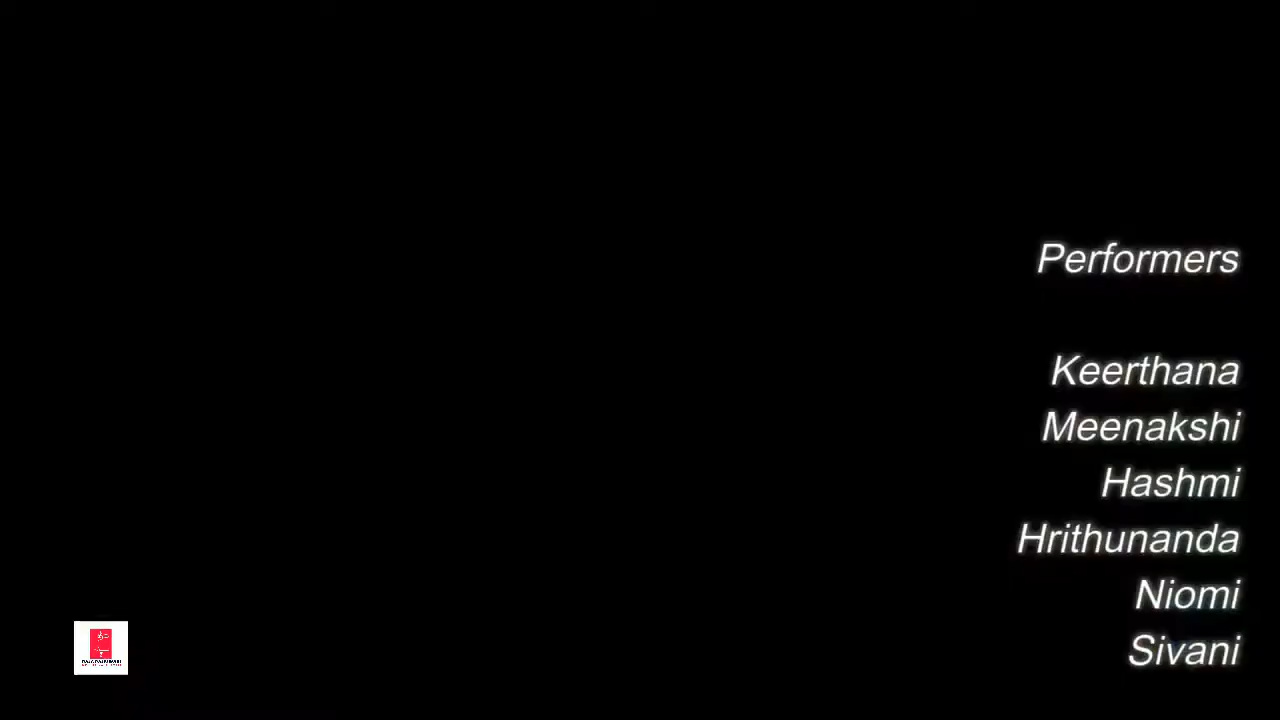 Performers
Keerthana
Meenakshi
Hashmi
Hrithunanda
Niomi
Sivani